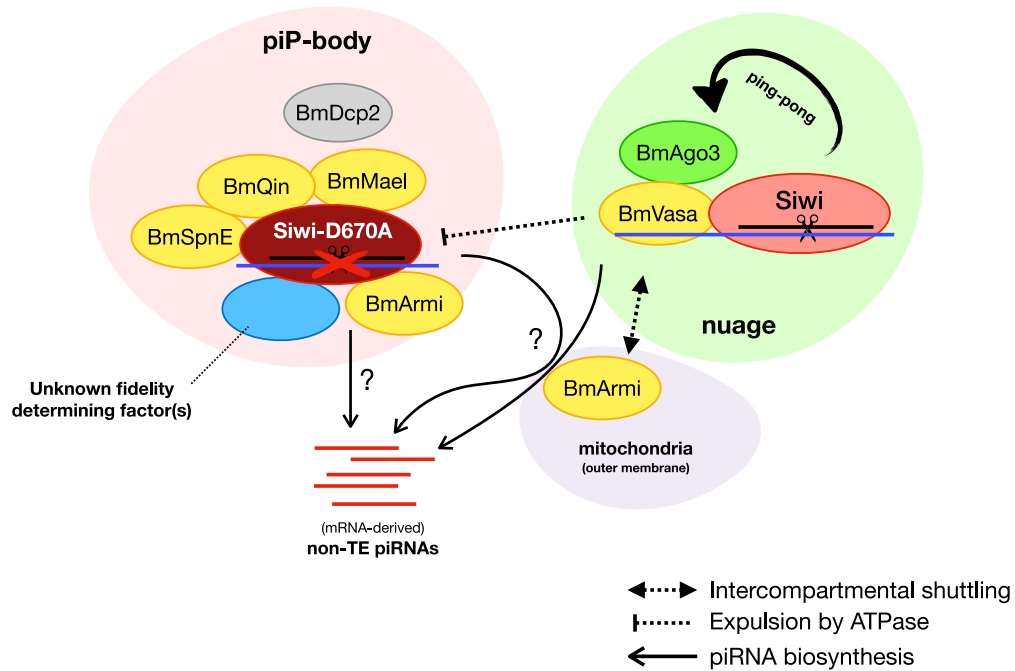 piP-body
BmDcp2
BmQin
BmMael
BmSpnE
Siwi-D670A
BmArmi
?
Unknown fidelity
determining factor(s)
ping-pong
BmAgo3
BmVasa
Siwi
nuage
?
BmArmi
mitochondria
(outer membrane)
(mRNA-derived)
non-TE piRNAs
Intercompartmental shuttling
Expulsion by ATPase
piRNA biosynthesis